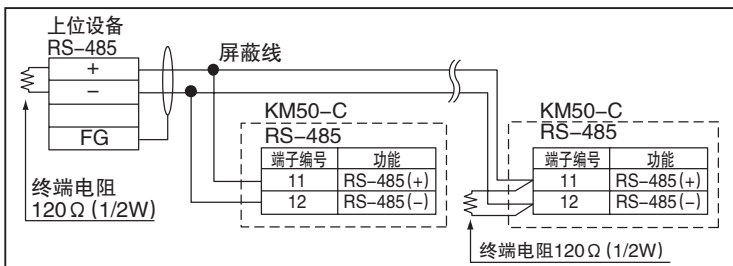 上位设备
RS-485
+
-
FG
屏蔽线
终端电阻
120Ω(1/2W)
KM50-C
RS-485
端子编号 功能
11 RS-485(+)
12 RS-485(-)
KM50-C
RS-485
端子编号 功能
11 RS-485(+)
12 RS-485(-)
终端电阻120Ω(1/2W)